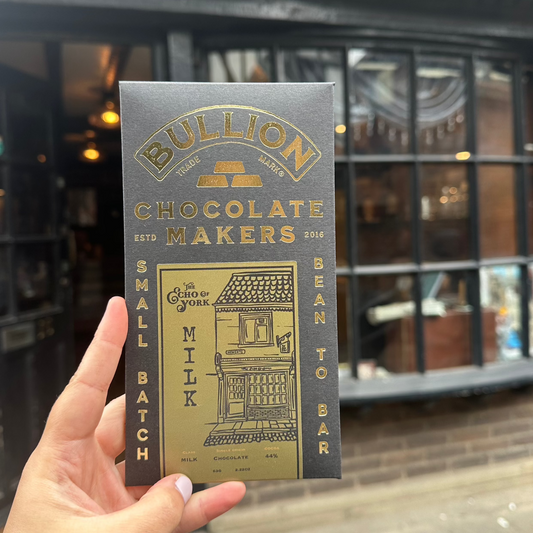 BULLION
TRADE MARK®
CHOCOLATE
ESTD MAKERS 2016
SMALL BATCH
BEAN TO BAR
THE
ECHO OF
YORK
MILK
MILK CHOCOLATE 44%